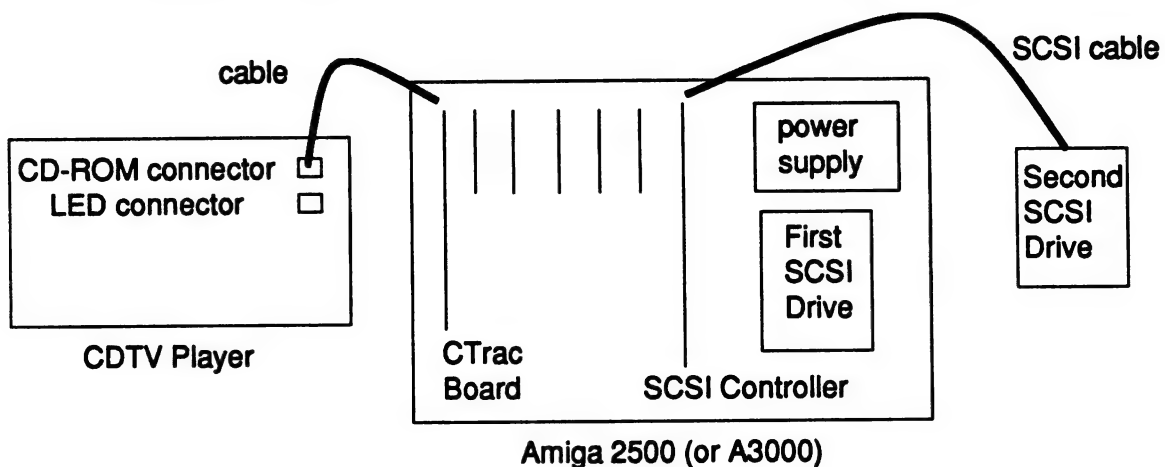 cable
SCSI cable
CD-ROM connector
LED connector
CDTV Player
CTrac
Board
SCSI Controller
power
supply
First
SCSI
Drive
Second
SCSI
Drive
Amiga 2500 (or A3000)